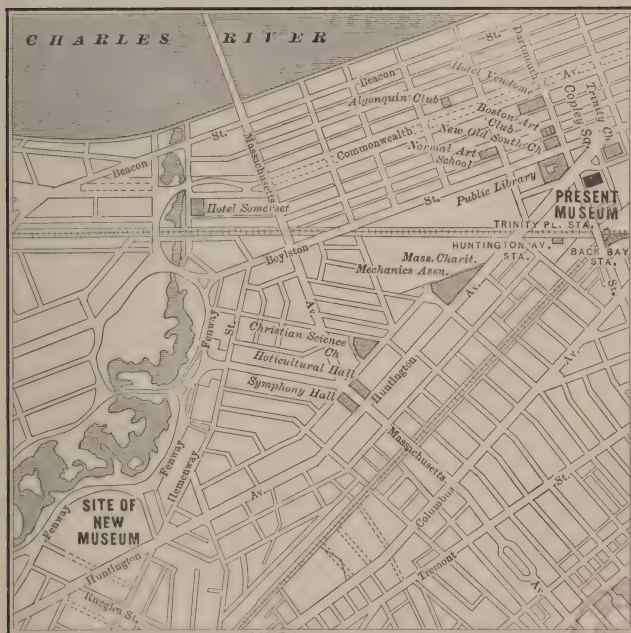 CHARLES RIVER
St.
Dartmouth
Beacon
Hotel Vendome
Av.
Algonquin Club
Trinity Ch.
Boston Art
Club
Copley Sq.
St.
Massachusetts
Commonwealth
New Old South Ch
Normal Art
School
Beacon
Public Library
St.
PRESENT
MUSEUM
Hotel Somerset
TRINITY PL. STA.
Boylston
HUNTINGTON AV.
STA.
BACK BAY
STA.
Mass. Charit.
Mechanics Assn.
Av.
St.
Av.
Fenway
St.
Christian Science
Ch
Hoticultural Hall
Symphony Hall
Huntington
Av.
Massachusetts
Fenway
Hemenway
Av.
Columbus
St.
Fenway
SITE OF
NEW
MUSEUM
Huntington
Tremont
Av
Ruggles St.